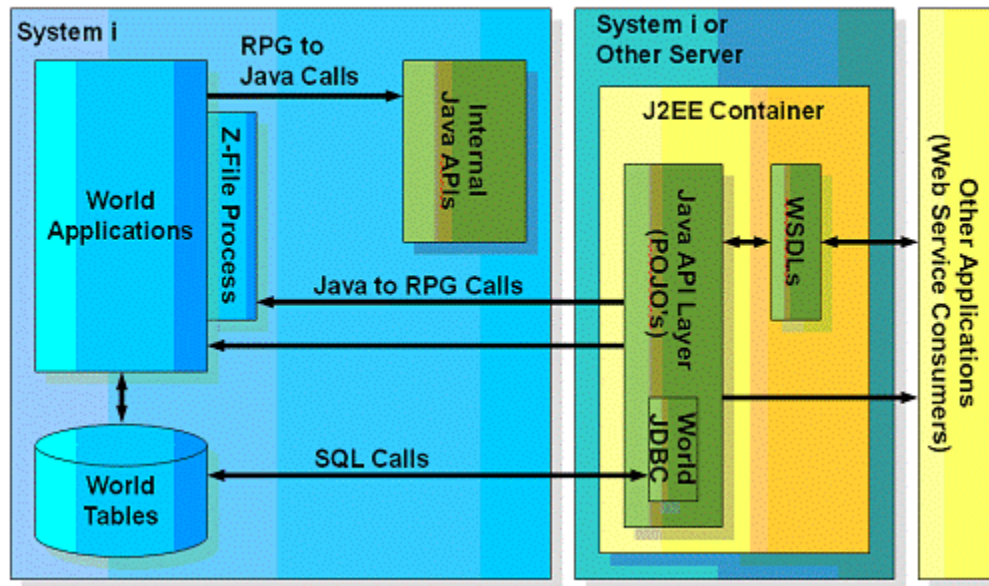 System i
RPG to
Java Calls
Internal
Java APIs
Z-File Process
World
Applications
Java to RPG Calls
SQL Calls
World
Tables
System i or
Other Server
J2EE Container
Java API Layer
(POJO's)
WSDLs
World
JDBC
Other Applications
(Web Service Consumers)